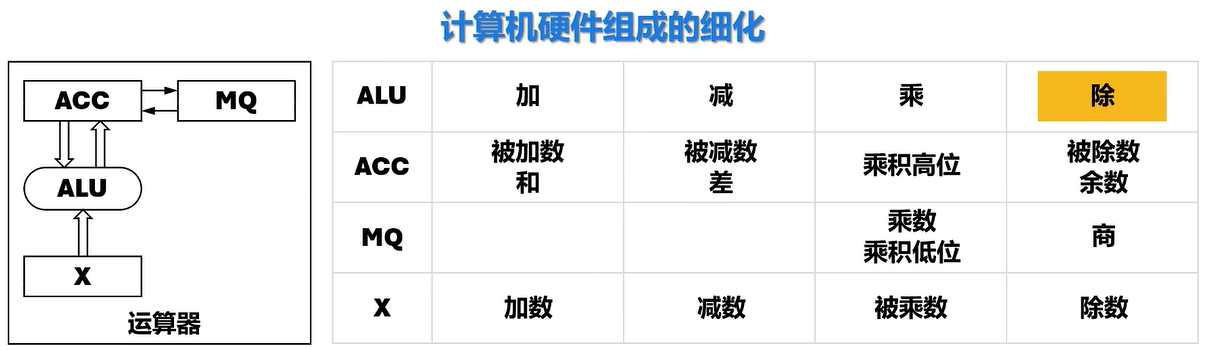 计算机硬件组成的细化
ACC
MQ
ALU
X
运算器
ALU 加 减 乘 除
ACC 被加数 和 被减数 差 乘积高位 被除数 余数
MQ 乘数 乘积低位 商
X 加数 减数 被乘数 除数